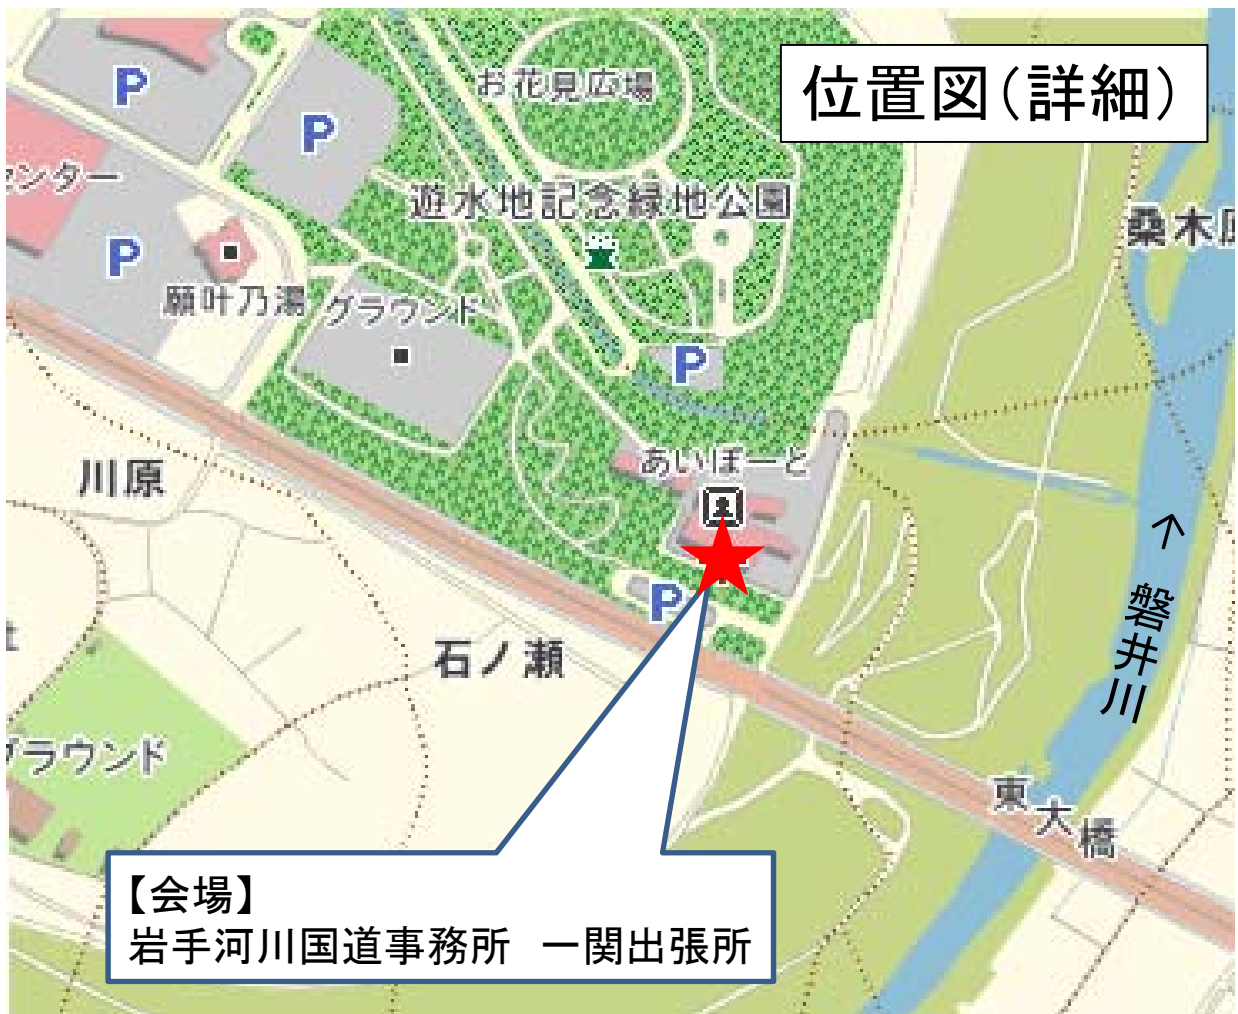 位置図(詳細)
P
お花見広場
P
センター
遊水地記念緑地公園
桑木原
P
願叶乃湯
グラウンド
P
川原
あいぽーと
↑
磐井川
P
石ノ瀬
グラウンド
東大橋
【会場】
岩手河川国道事務所 一関出張所